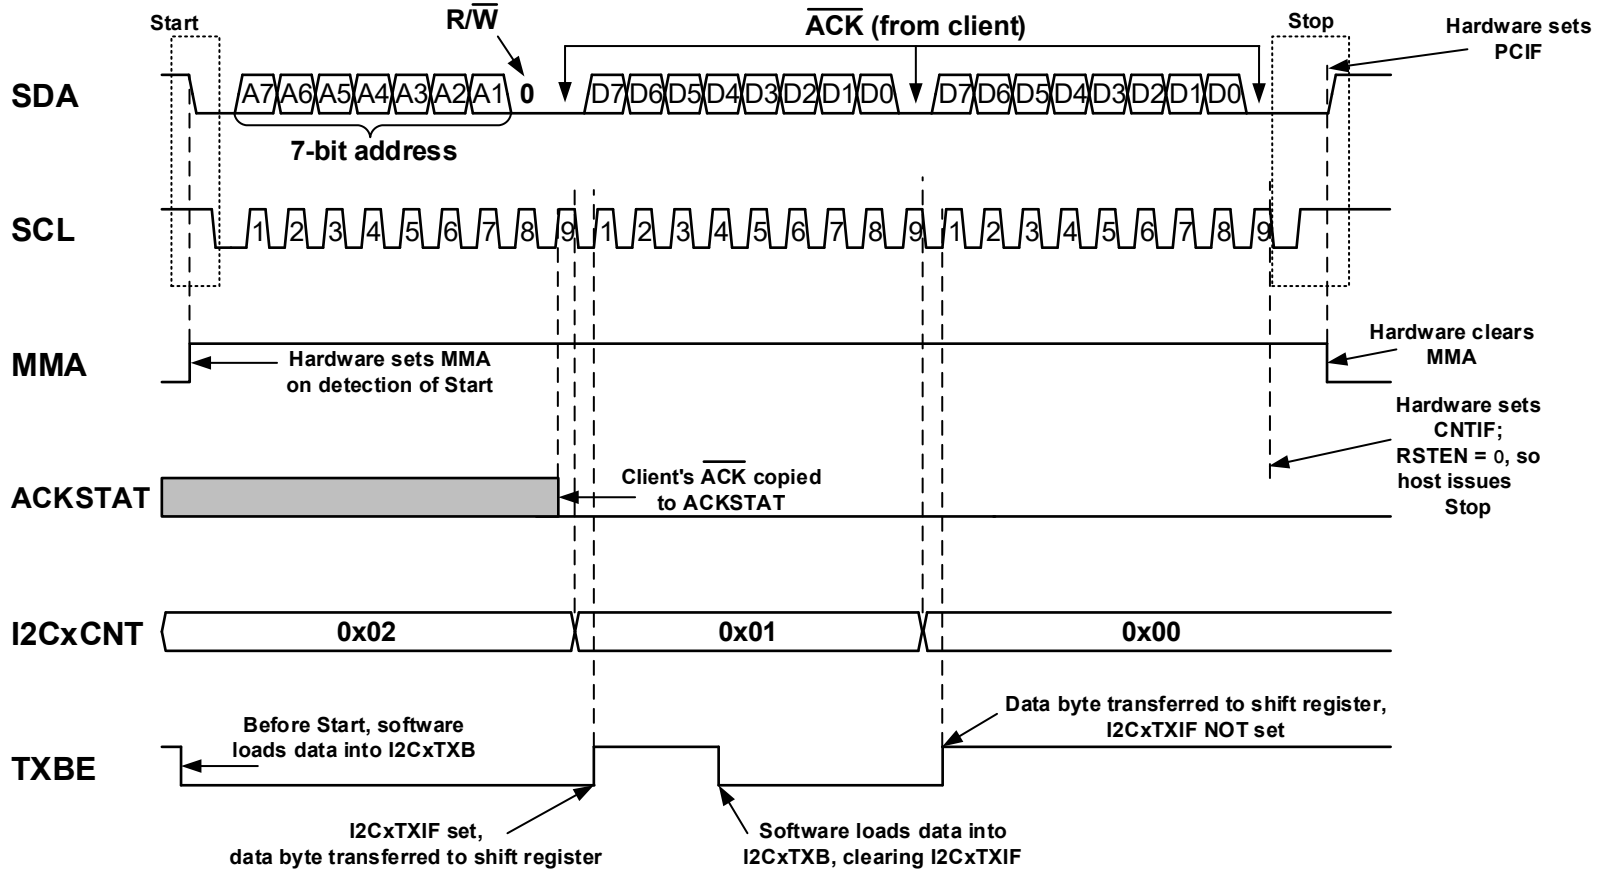 Start
R/W
ACK (from client)
Stop
Hardware sets
PCIF
SDA
A7 A6 A5 A4 A3 A2 A1 0 D7 D6 D5 D4 D3 D2 D1 D0 D7 D6 D5 D4 D3 D2 D1 D0
7-bit address
SCL
1 2 3 4 5 6 7 8 9 1 2 3 4 5 6 7 8 9 1 2 3 4 5 6 7 8 9
MMA
Hardware sets MMA
on detection of Start
Hardware clears
MMA
Hardware sets
CNTIF;
RSTEN = 0, so
host issues
Stop
ACKSTAT
Client's ACK copied
to ACKSTAT
I2CxCNT
0x02 0x01 0x00
TXBE
Before Start, software
loads data into I2CxTXB
Data byte transferred to shift register,
I2CxTXIF NOT set
I2CxTXIF set,
data byte transferred to shift register
Software loads data into
I2CxTXB, clearing I2CxTXIF